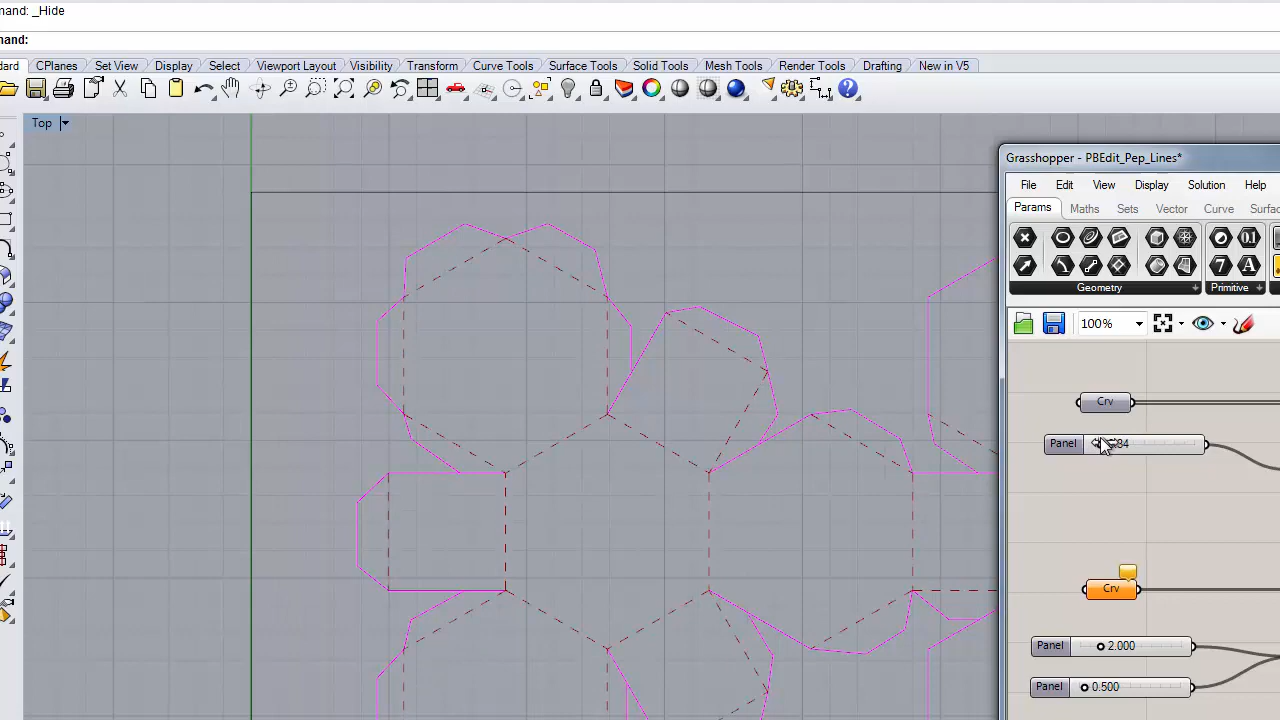 mand: _Hide
mand:
dard CPlanes Set View Display Select Viewport Layout Visibility Transform Curve Tools Surface Tools Solid Tools Mesh Tools Render Tools Drafting New in V5
Top
Grasshopper - PBEdit_Pep_Lines*
File Edit View Display Solution Help
Params Maths Sets Vector Curve Surfac
Geometry Primitive
100%
Crv
Panel
Crv
Panel 2.000
Panel 0.500